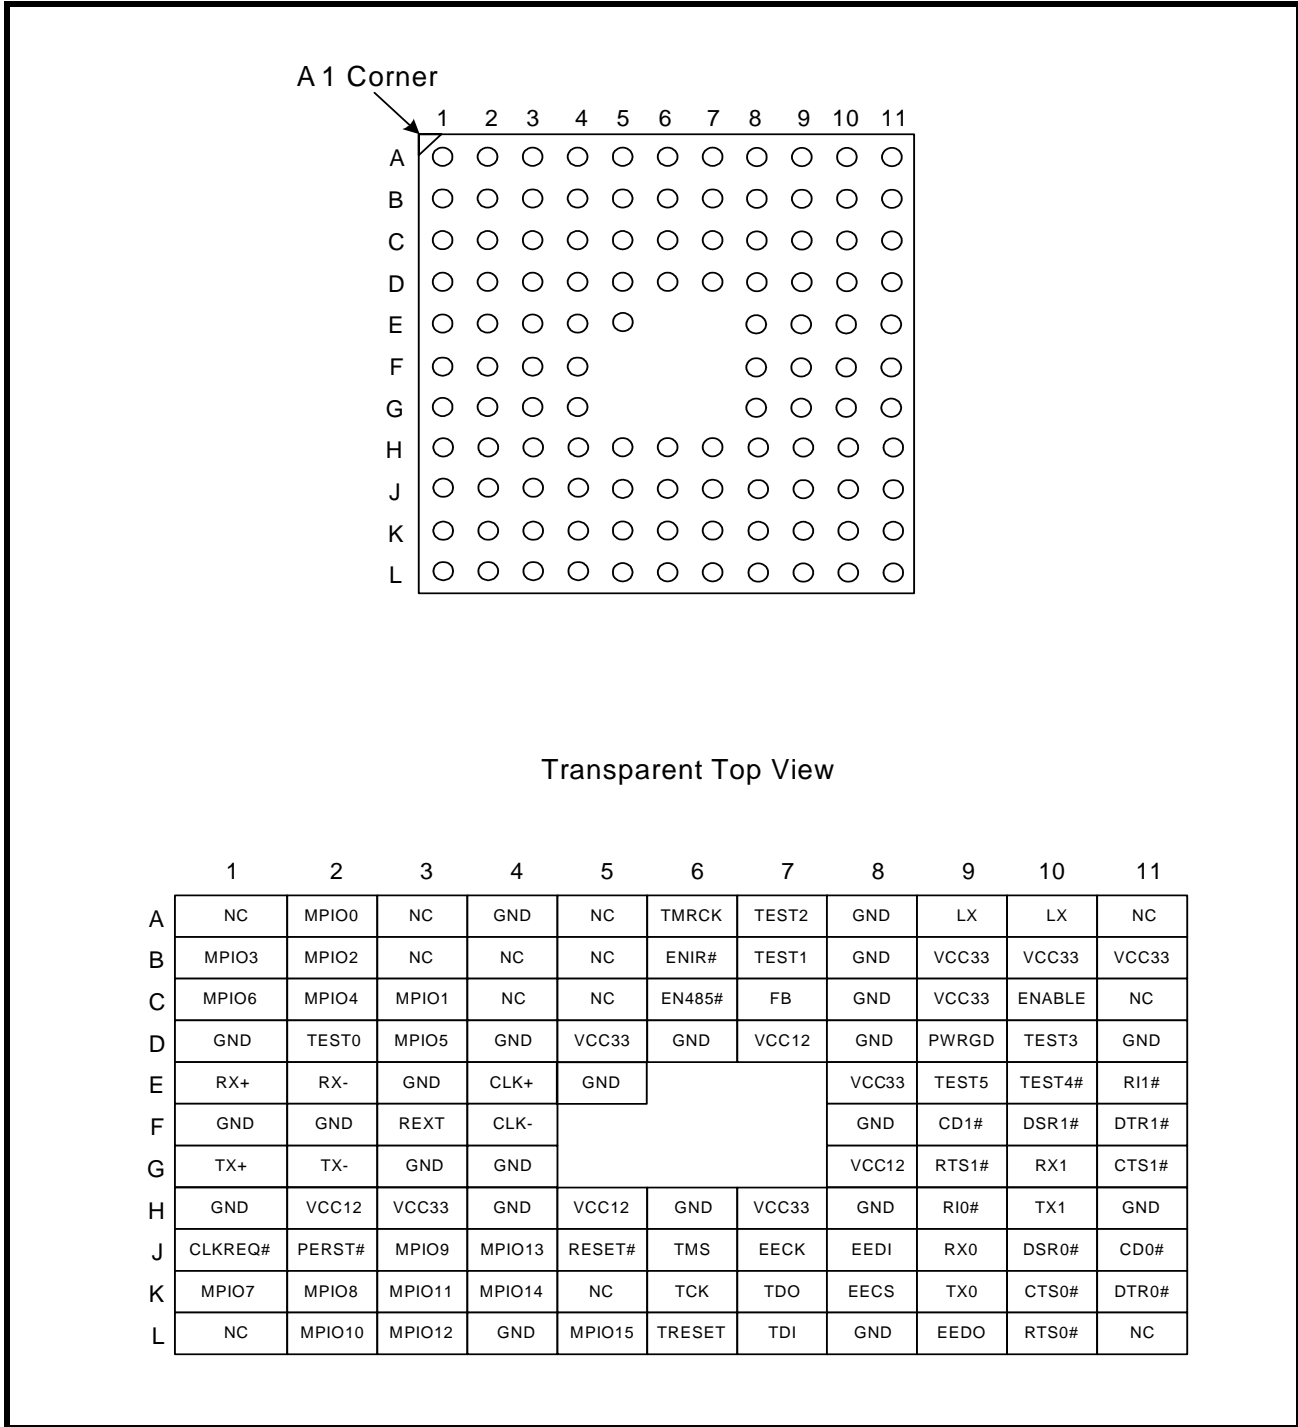 A 1 Corner
1 2 3 4 5 6 7 8 9 10 11
A
B
C
D
E
F
G
H
J
K
L
Transparent Top View
1 2 3 4 5 6 7 8 9 10 11
A NC MPIO0 NC GND NC TMRCK TEST2 GND LX LX NC
B MPIO3 MPIO2 NC NC NC ENIR# TEST1 GND VCC33 VCC33 VCC33
C MPIO6 MPIO4 MPIO1 NC NC EN485# FB GND VCC33 ENABLE NC
D GND TEST0 MPIO5 GND VCC33 GND VCC12 GND PWRGD TEST3 GND
E RX+ RX- GND CLK+ GND VCC33 TEST5 TEST4# RI1#
F GND GND REXT CLK- GND CD1# DSR1# DTR1#
G TX+ TX- GND GND VCC12 RTS1# RX1 CTS1#
H GND VCC12 VCC33 GND VCC12 GND VCC33 GND RI0# TX1 GND
J CLKREQ# PERST# MPIO9 MPIO13 RESET# TMS EECK EEDI RX0 DSR0# CD0#
K MPIO7 MPIO8 MPIO11 MPIO14 NC TCK TDO EECS TX0 CTS0# DTR0#
L NC MPIO10 MPIO12 GND MPIO15 TRESET TDI GND EEDO RTS0# NC